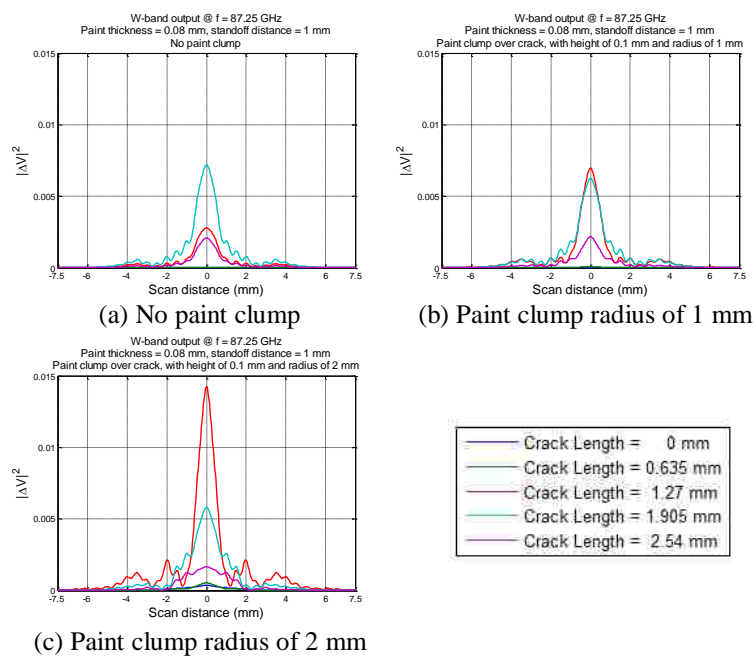 W-band output @ f = 87.25 GHz
Paint thickness = 0.08 mm, standoff distance = 1 mm
No paint clump
0.015
0.01
0.005
0
|ΔV|²
-7.5 -6 -4 -2 0 2 4 6 7.5
Scan distance (mm)
(a) No paint clump
W-band output @ f = 87.25 GHz
Paint thickness = 0.08 mm, standoff distance = 1 mm
Paint clump over crack, with height of 0.1 mm and radius of 1 mm
0.015
0.01
0.005
0
|ΔV|²
-7.5 -6 -4 -2 0 2 4 6 7.5
Scan distance (mm)
(b) Paint clump radius of 1 mm
W-band output @ f = 87.25 GHz
Paint thickness = 0.08 mm, standoff distance = 1 mm
Paint clump over crack, with height of 0.1 mm and radius of 2 mm
0.015
0.01
0.005
0
|ΔV|²
-7.5 -6 -4 -2 0 2 4 6 7.5
Scan distance (mm)
(c) Paint clump radius of 2 mm
Crack Length = 0 mm
Crack Length = 0.635 mm
Crack Length = 1.27 mm
Crack Length = 1.905 mm
Crack Length = 2.54 mm